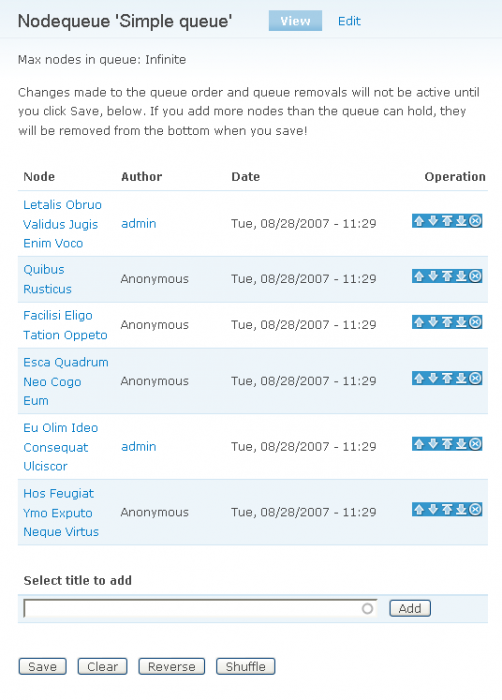 Nodequeue 'Simple queue' View Edit
Max nodes in queue: Infinite
Changes made to the queue order and queue removals will not be active until
you click Save, below. If you add more nodes than the queue can hold, they
will be removed from the bottom when you save!
Node Author Date Operation
Letalis Obruo
Validus Jugis admin Tue, 08/28/2007 - 11:29
Enim Voco
Quibus
Rusticus Anonymous Tue, 08/28/2007 - 11:29
Facilisi Eligo
Tation Oppeto Anonymous Tue, 08/28/2007 - 11:29
Esca Quadrum
Neo Cogo Anonymous Tue, 08/28/2007 - 11:29
Eum
Eu Olim Ideo
Consequat admin Tue, 08/28/2007 - 11:29
Ulciscor
Hos Feugiat
Ymo Exputo Anonymous Tue, 08/28/2007 - 11:29
Neque Virtus
Select title to add
Add
Save Clear Reverse Shuffle